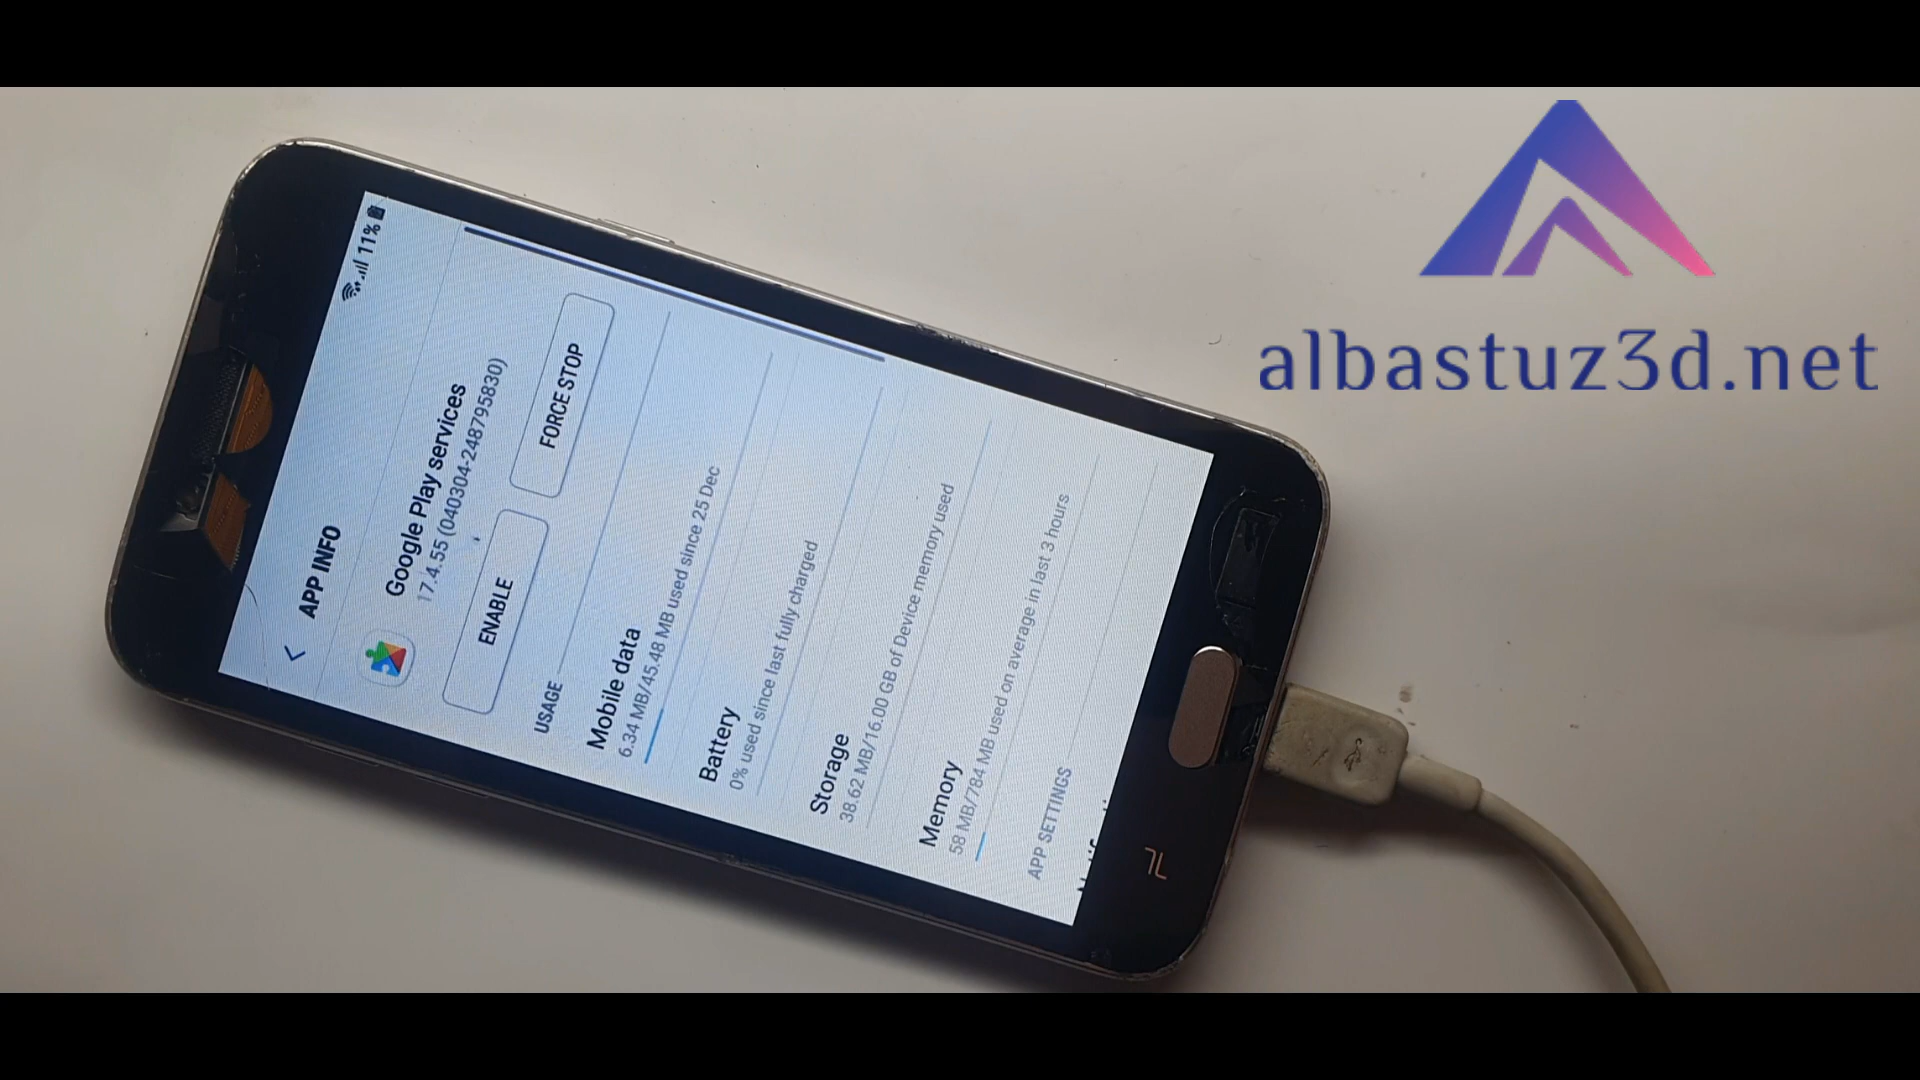 11%
APP INFO
Google Play services
17.4.55 (040304-248795830)
ENABLE
FORCE STOP
USAGE
Mobile data
6.34 MB/45.48 MB used since 25 Dec
Battery
0% used since last fully charged
Storage
38.62 MB/16.00 GB of Device memory used
Memory
58 MB/784 MB used on average in last 3 hours
APP SETTINGS
albastuz3d.net